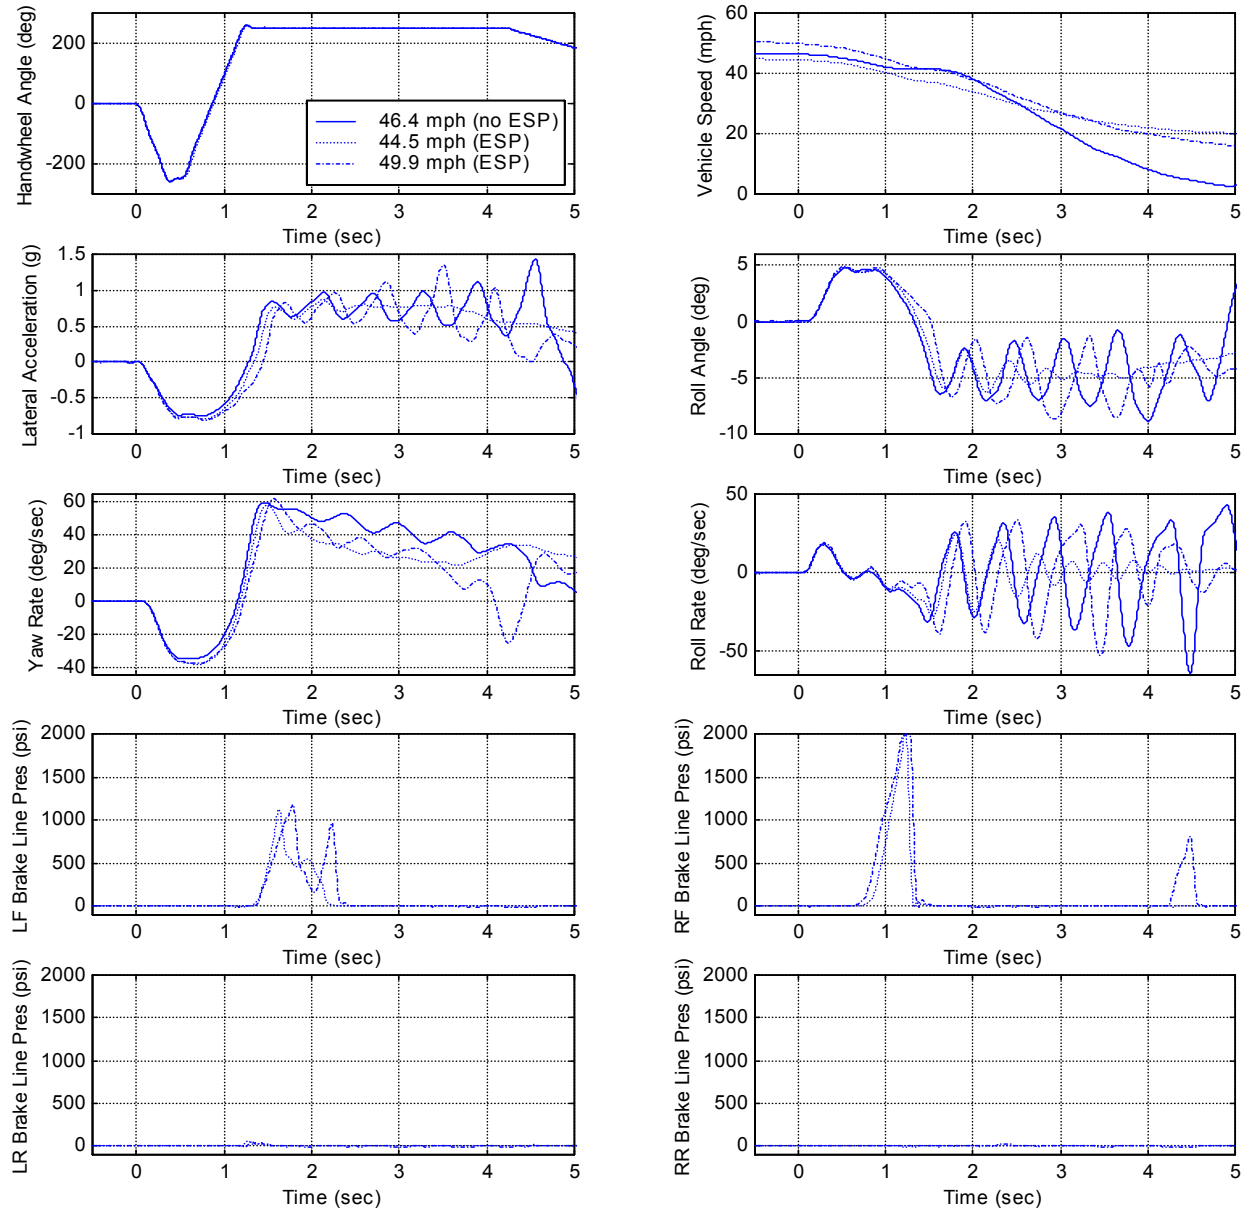 Handwheel Angle (deg)
200
0
-200
46.4 mph (no ESP)
44.5 mph (ESP)
49.9 mph (ESP)
0 1 2 3 4 5
Time (sec)
Vehicle Speed (mph)
60
40
20
0
0 1 2 3 4 5
Time (sec)
Lateral Acceleration (g)
1.5
1
0.5
0
-0.5
-1
0 1 2 3 4 5
Time (sec)
Roll Angle (deg)
5
0
-5
-10
0 1 2 3 4 5
Time (sec)
Yaw Rate (deg/sec)
60
40
20
0
-20
-40
0 1 2 3 4 5
Time (sec)
Roll Rate (deg/sec)
50
0
-50
0 1 2 3 4 5
Time (sec)
LF Brake Line Pres (psi)
2000
1500
1000
500
0
0 1 2 3 4 5
Time (sec)
RF Brake Line Pres (psi)
2000
1500
1000
500
0
0 1 2 3 4 5
Time (sec)
LR Brake Line Pres (psi)
2000
1500
1000
500
0
0 1 2 3 4 5
Time (sec)
RR Brake Line Pres (psi)
2000
1500
1000
500
0
0 1 2 3 4 5
Time (sec)